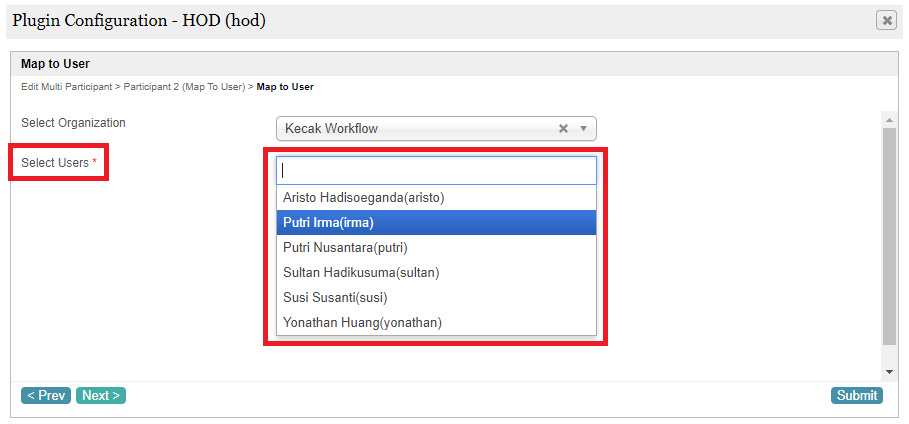 Plugin Configuration - HOD (hod)
Map to User
Edit Multi Participant > Participant 2 (Map To User) > Map to User
Select Organization
Kecak Workflow
Select Users *
Aristo Hadisoeganda(aristo)
Putri Irma(irma)
Putri Nusantara(putri)
Sultan Hadikusuma(sultan)
Susi Susanti(susi)
Yonathan Huang(yonathan)
< Prev Next > Submit